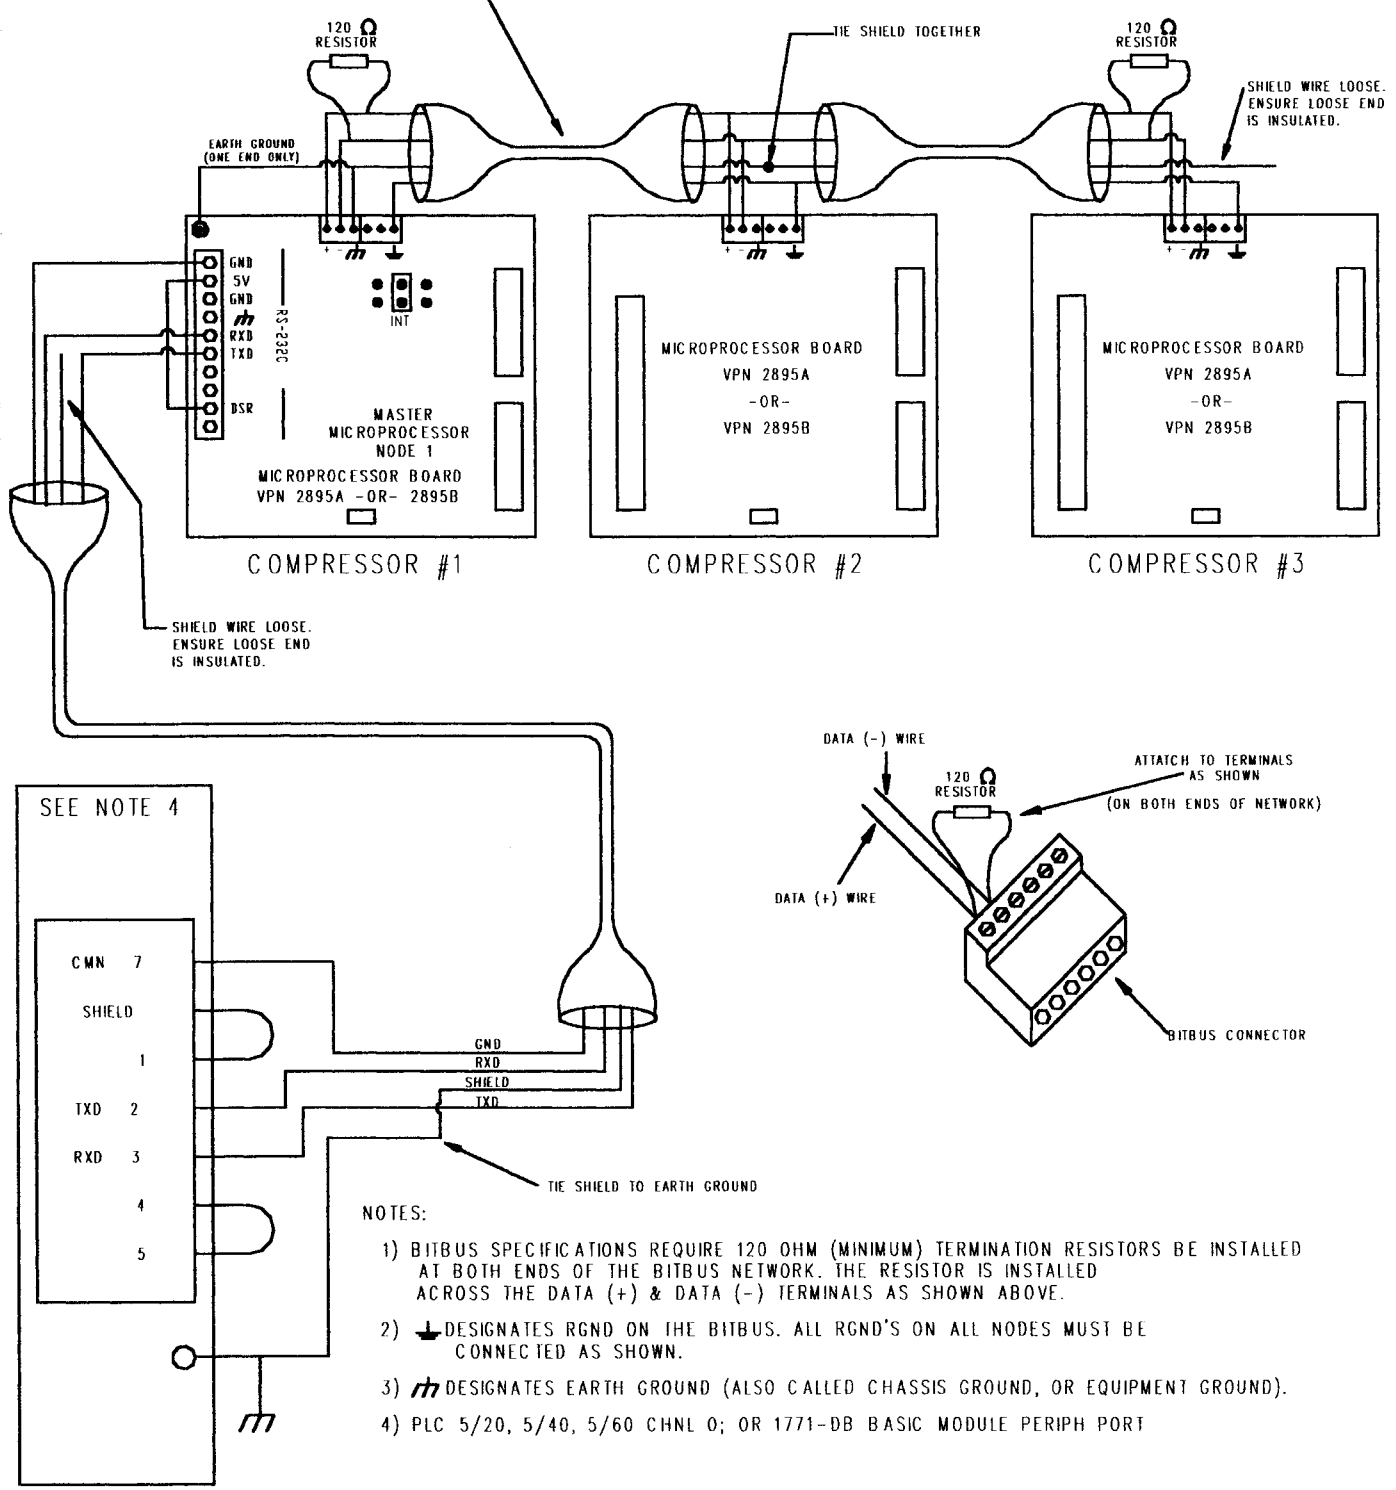 120 Ω
RESISTOR
TIE SHIELD TOGETHER
120 Ω
RESISTOR
SHIELD WIRE LOOSE.
ENSURE LOOSE END
IS INSULATED.
EARTH GROUND
(ONE END ONLY)
+ -
+ -
+ -
GND
5V
GND
RXD
TXD
DSR
RS-232C
INT
MASTER
MICROPROCESSOR
NODE 1
MICROPROCESSOR BOARD
VPN 2895A -OR- 2895B
MICROPROCESSOR BOARD
VPN 2895A
-OR-
VPN 2895B
MICROPROCESSOR BOARD
VPN 2895A
-OR-
VPN 2895B
COMPRESSOR #1
COMPRESSOR #2
COMPRESSOR #3
SHIELD WIRE LOOSE.
ENSURE LOOSE END
IS INSULATED.
DATA (-) WIRE
120 Ω
RESISTOR
ATTATCH TO TERMINALS
AS SHOWN
(ON BOTH ENDS OF NETWORK)
DATA (+) WIRE
BITBUS CONNECTOR
SEE NOTE 4
CMN 7
SHIELD
1
TXD 2
RXD 3
4
5
GND
RXD
SHIELD
TXD
TIE SHIELD TO EARTH GROUND
NOTES:
1) BITBUS SPECIFICATIONS REQUIRE 120 OHM (MINIMUM) TERMINATION RESISTORS BE INSTALLED
AT BOTH ENDS OF THE BITBUS NETWORK. THE RESISTOR IS INSTALLED
ACROSS THE DATA (+) & DATA (-) TERMINALS AS SHOWN ABOVE.
2) DESIGNATES RGND ON THE BITBUS. ALL RGND'S ON ALL NODES MUST BE
CONNECTED AS SHOWN.
3) DESIGNATES EARTH GROUND (ALSO CALLED CHASSIS GROUND, OR EQUIPMENT GROUND).
4) PLC 5/20, 5/40, 5/60 CHNL 0; OR 1771-DB BASIC MODULE PERIPH PORT